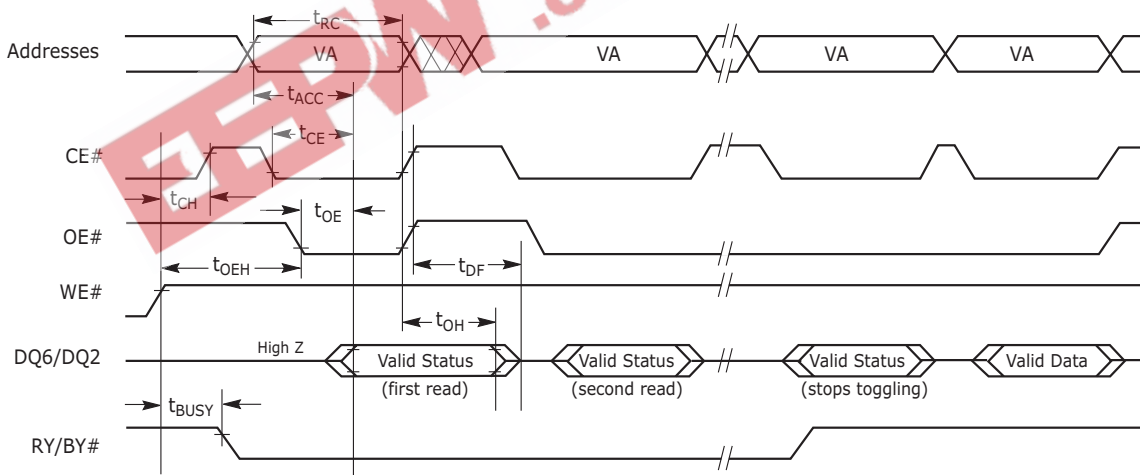 tRC
Addresses VA VA VA VA
tACC
tCE
CE#
tCH
OE# tOE
tOEH tDF
WE#
tOH
DQ6/DQ2 High Z Valid Status Valid Status Valid Status Valid Data
(first read) (second read) (stops toggling)
tBUSY
RY/BY#
EEPW